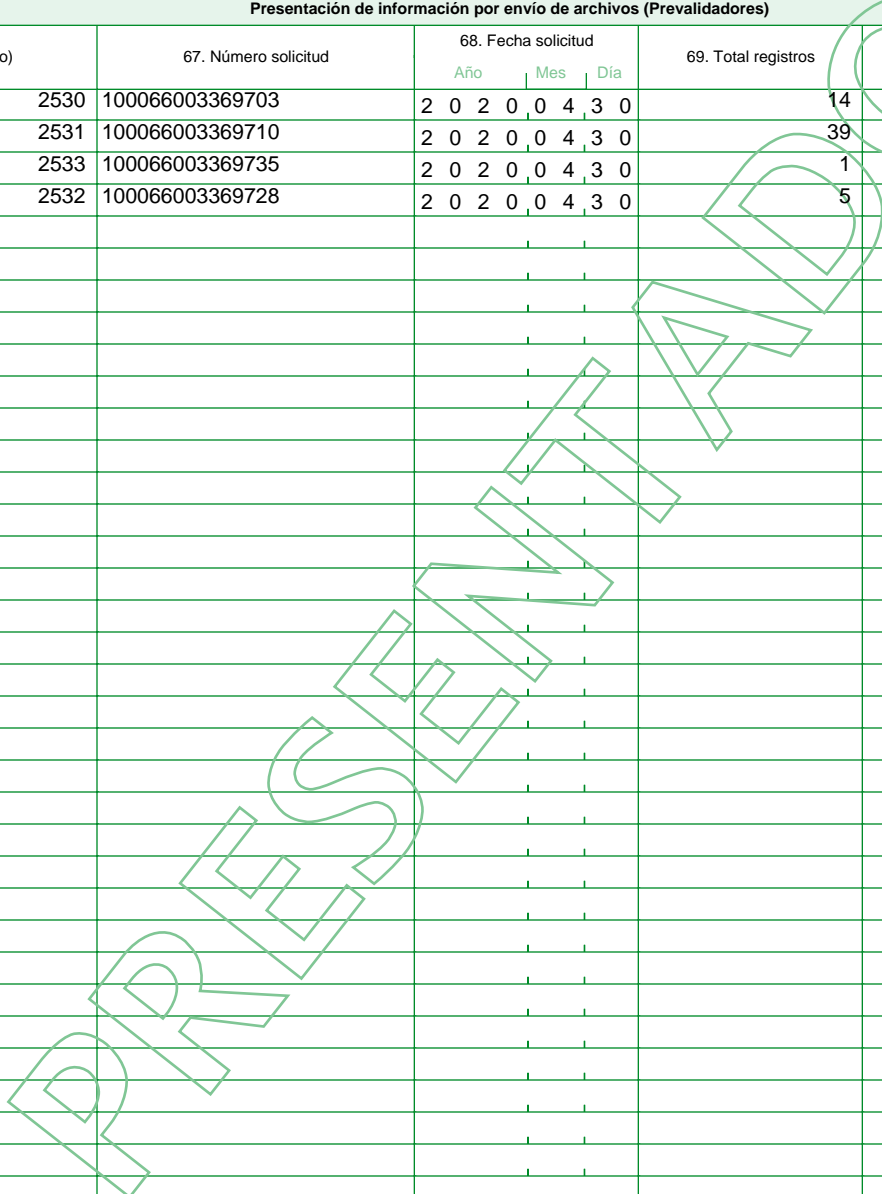 Presentación de información por envío de archivos (Prevalidadores)
o) 67. Número solicitud 68. Fecha solicitud 69. Total registros
Año Mes Día
2530 100066003369703 2 0 2 0 0 4 3 0 14
2531 100066003369710 2 0 2 0 0 4 3 0 39
2533 100066003369735 2 0 2 0 0 4 3 0 1
2532 100066003369728 2 0 2 0 0 4 3 0 5
PRESENTADO